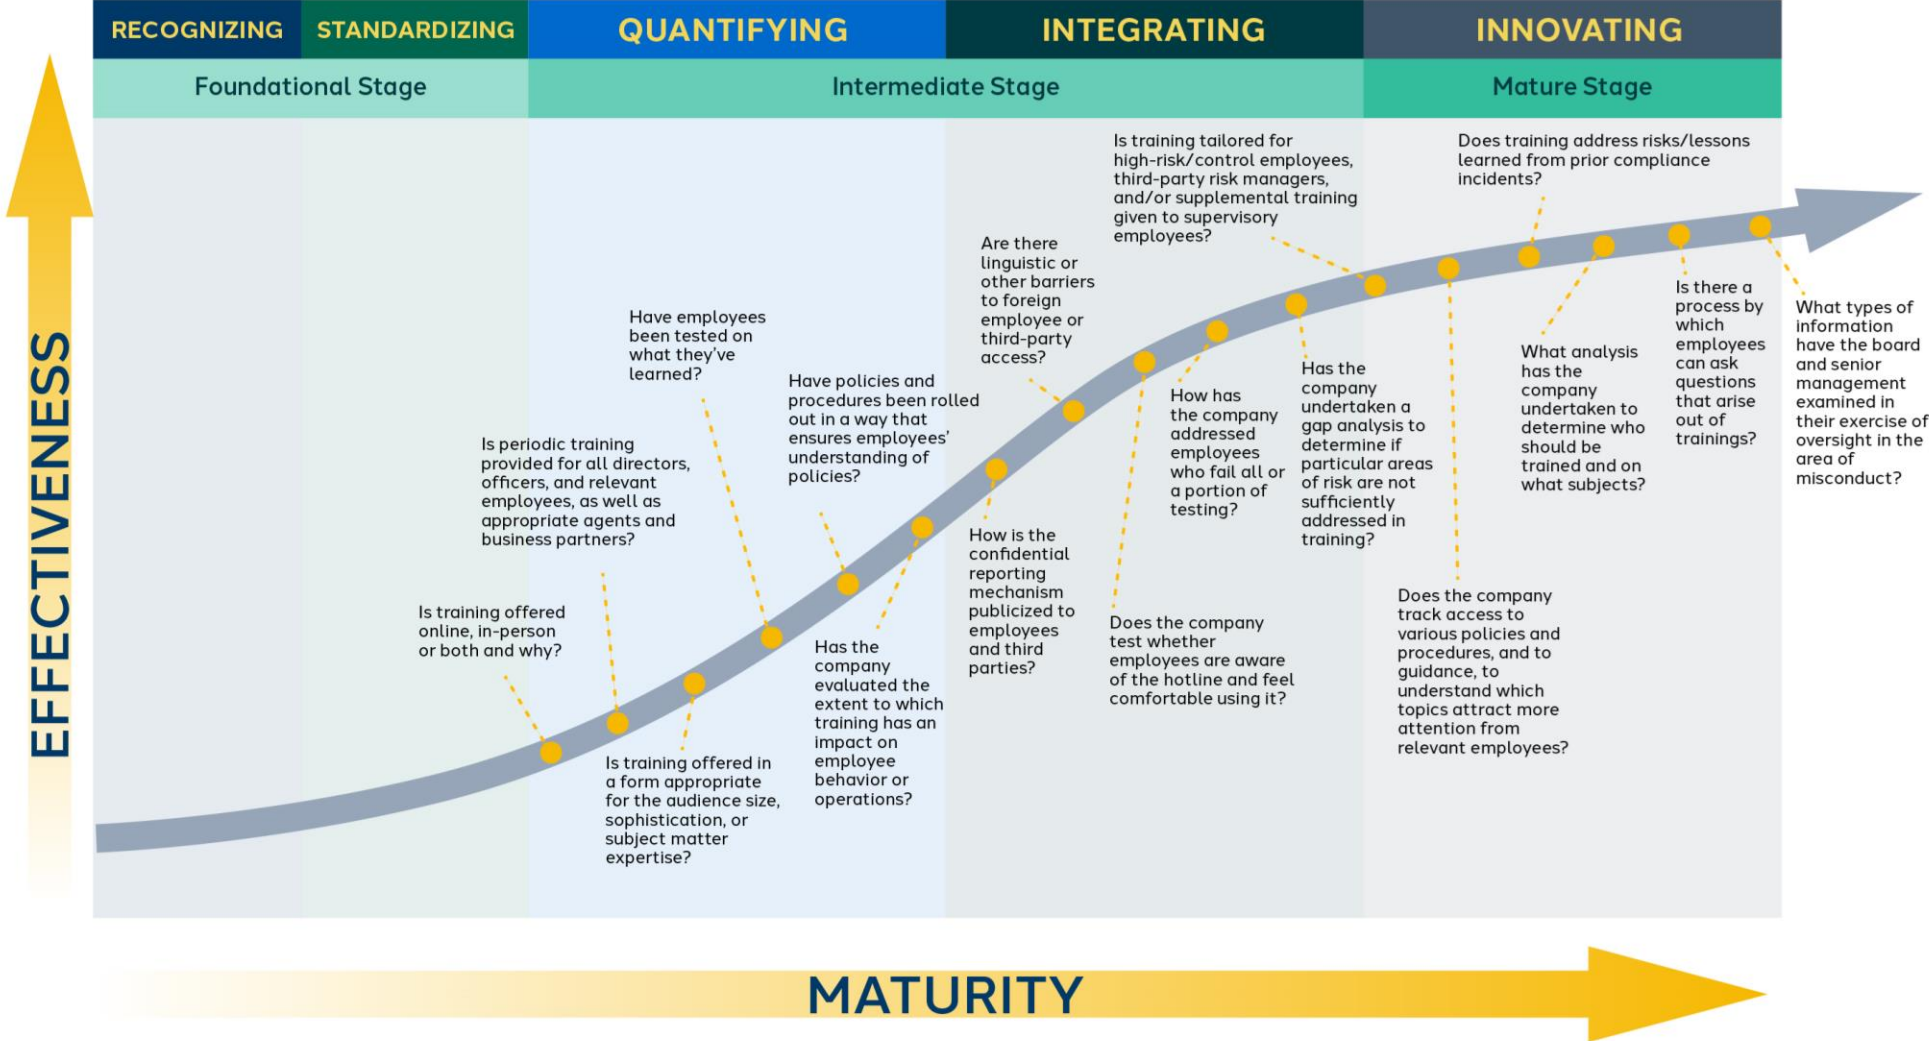 RECOGNIZING
STANDARDIZING
QUANTIFYING
INTEGRATING
INNOVATING
Foundational Stage
Intermediate Stage
Mature Stage
EFFECTIVENESS
Is training offered
online, in-person
or both and why?
Is periodic training
provided for all directors,
officers, and relevant
employees, as well as
appropriate agents and
business partners?
Is training offered in
a form appropriate
for the audience size,
sophistication, or
subject matter
expertise?
Have employees
been tested on
what they've
learned?
Have policies and
procedures been rolled
out in a way that
ensures employees'
understanding of
policies?
Has the
company
evaluated the
extent to which
training has an
impact on
employee
behavior or
operations?
How is the
confidential
reporting
mechanism
publicized to
employees
and third
parties?
Are there
linguistic or
other barriers
to foreign
employee or
third-party
access?
Does the company
test whether
employees are aware
of the hotline and feel
comfortable using it?
How has
the company
addressed
employees
who fail all or
a portion of
testing?
Has the
company
undertaken a
gap analysis to
determine if
particular areas
of risk are not
sufficiently
addressed in
training?
Is training tailored for
high-risk/control employees,
third-party risk managers,
and/or supplemental training
given to supervisory
employees?
Does the company
track access to
various policies and
procedures, and to
guidance, to
understand which
topics attract more
attention from
relevant employees?
Does training address risks/lessons
learned from prior compliance
incidents?
What analysis
has the
company
undertaken to
determine who
should be
trained and on
what subjects?
Is there a
process by
which
employees
can ask
questions
that arise
out of
trainings?
What types of
information
have the board
and senior
management
examined in
their exercise of
oversight in the
area of
misconduct?
MATURITY